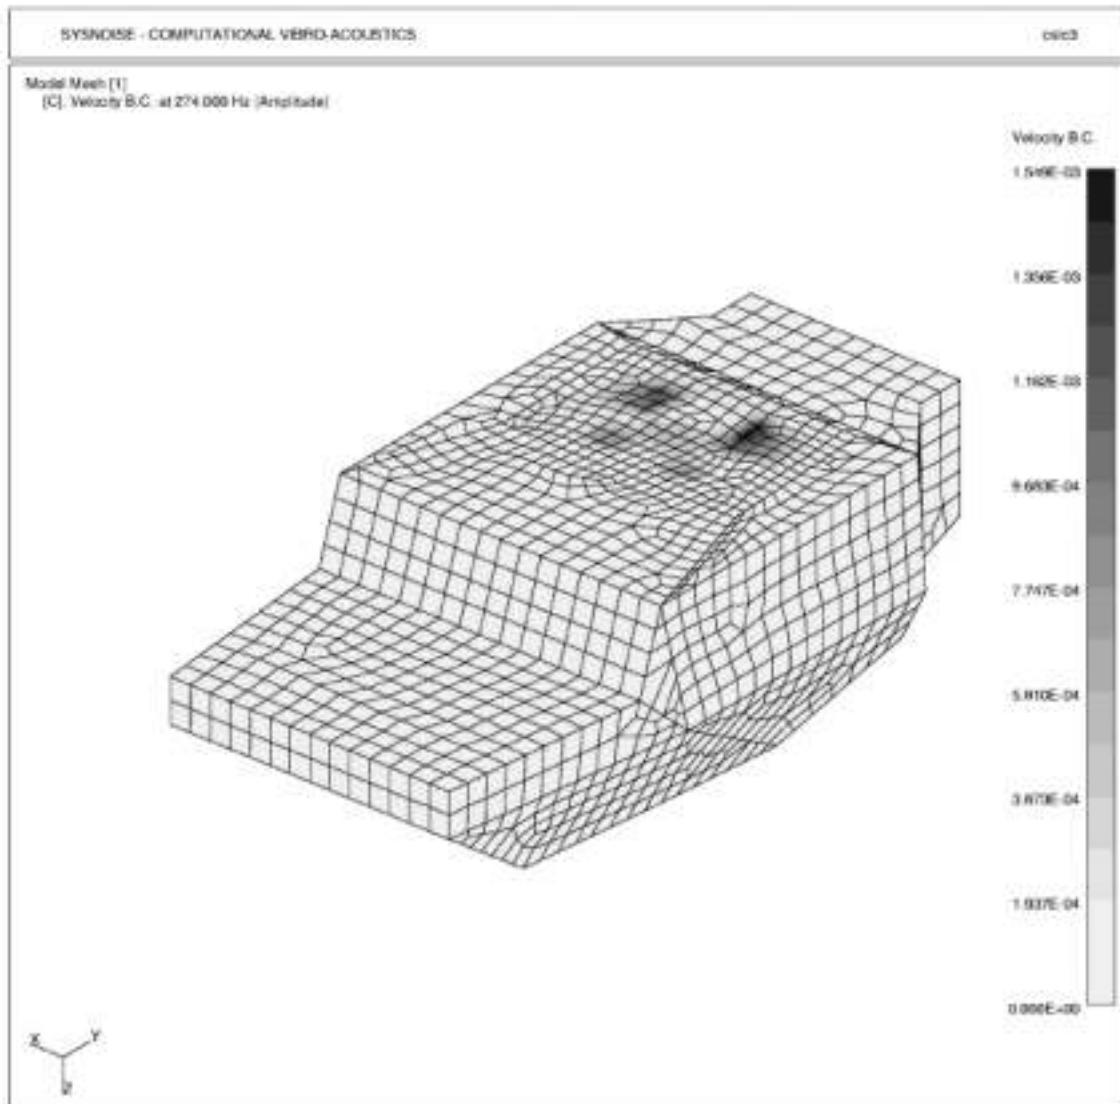 SYSNOISE - COMPUTATIONAL VIBRO-ACOUSTICS
Model Mesh [1]
[C]. Velocity B.C. at 274.000 Hz (Amplitude)
Velocity B.C.
1.549E-03
1.356E-03
1.162E-03
9.683E-04
7.747E-04
5.810E-04
3.873E-04
1.937E-04
0.000E+00
X
Y
Z